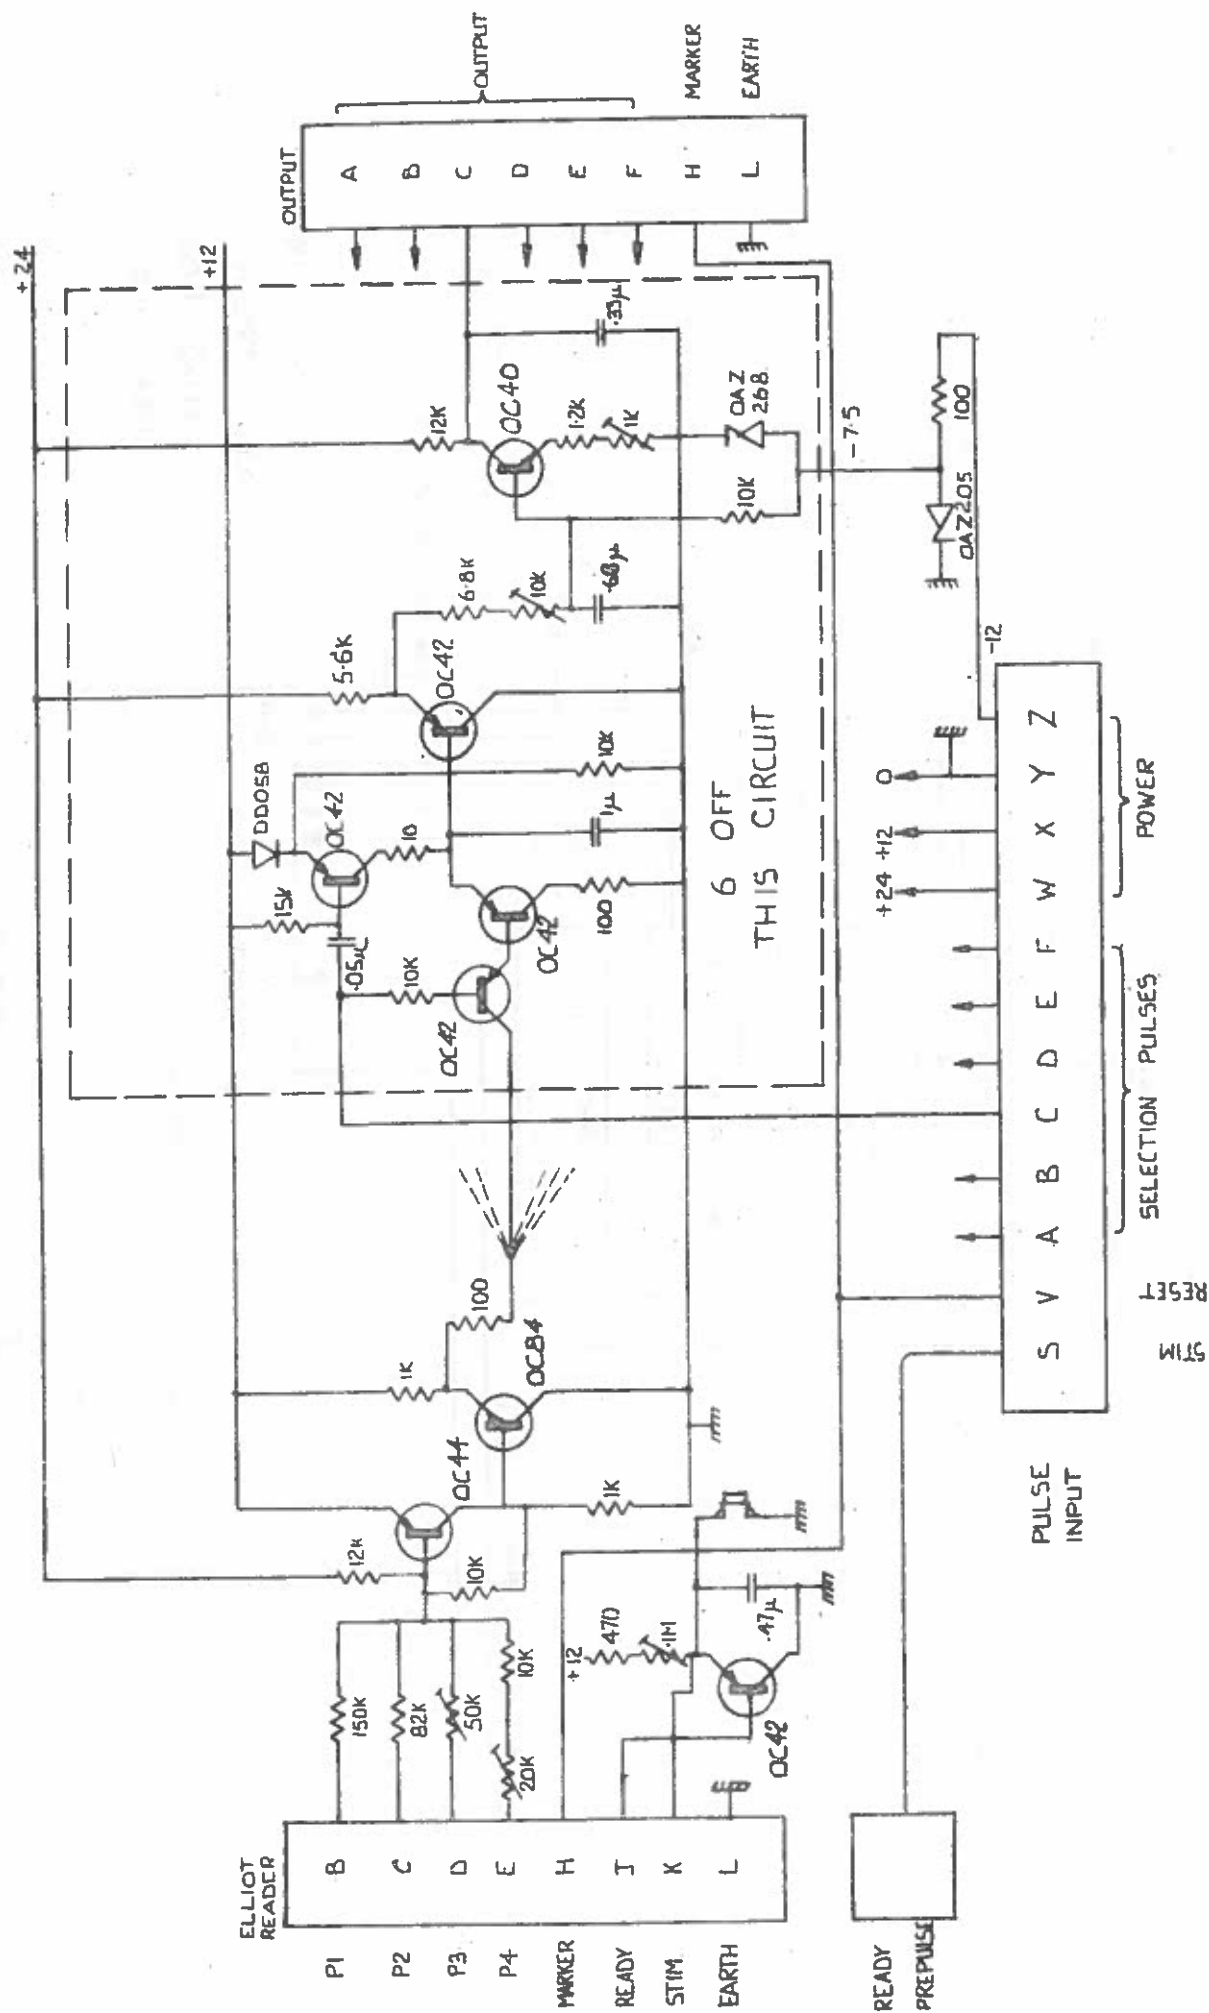 +24
+12
OUTPUT
A
B
C
D
E
F
H
L
OUTPUT
MARKER
EARTH
12K
OC40
1.2K
1K
.33µ
OAZ
268
10K
-7.5
6.8K
10K
.68µ
5.6K
OC42
DD058
OC42
10
10K
1µ
15K
.05µ
10K
OC42
OC42
100
6 OFF
THIS CIRCUIT
100
OAZ205
-12
100
1K
OC84
OC44
12K
10K
1K
150K
82K
50K
10K
20K
+12
470
.1M
.47µ
OC42
ELLIOT
READER
B
C
D
E
H
J
K
L
P1
P2
P3
P4
MARKER
READY
STIM
EARTH
READY
PREPULSE
PULSE
INPUT
S
V
A
B
C
D
E
F
W
X
Y
Z
STIM
RESET
SELECTION PULSES
POWER
+24
+12
0